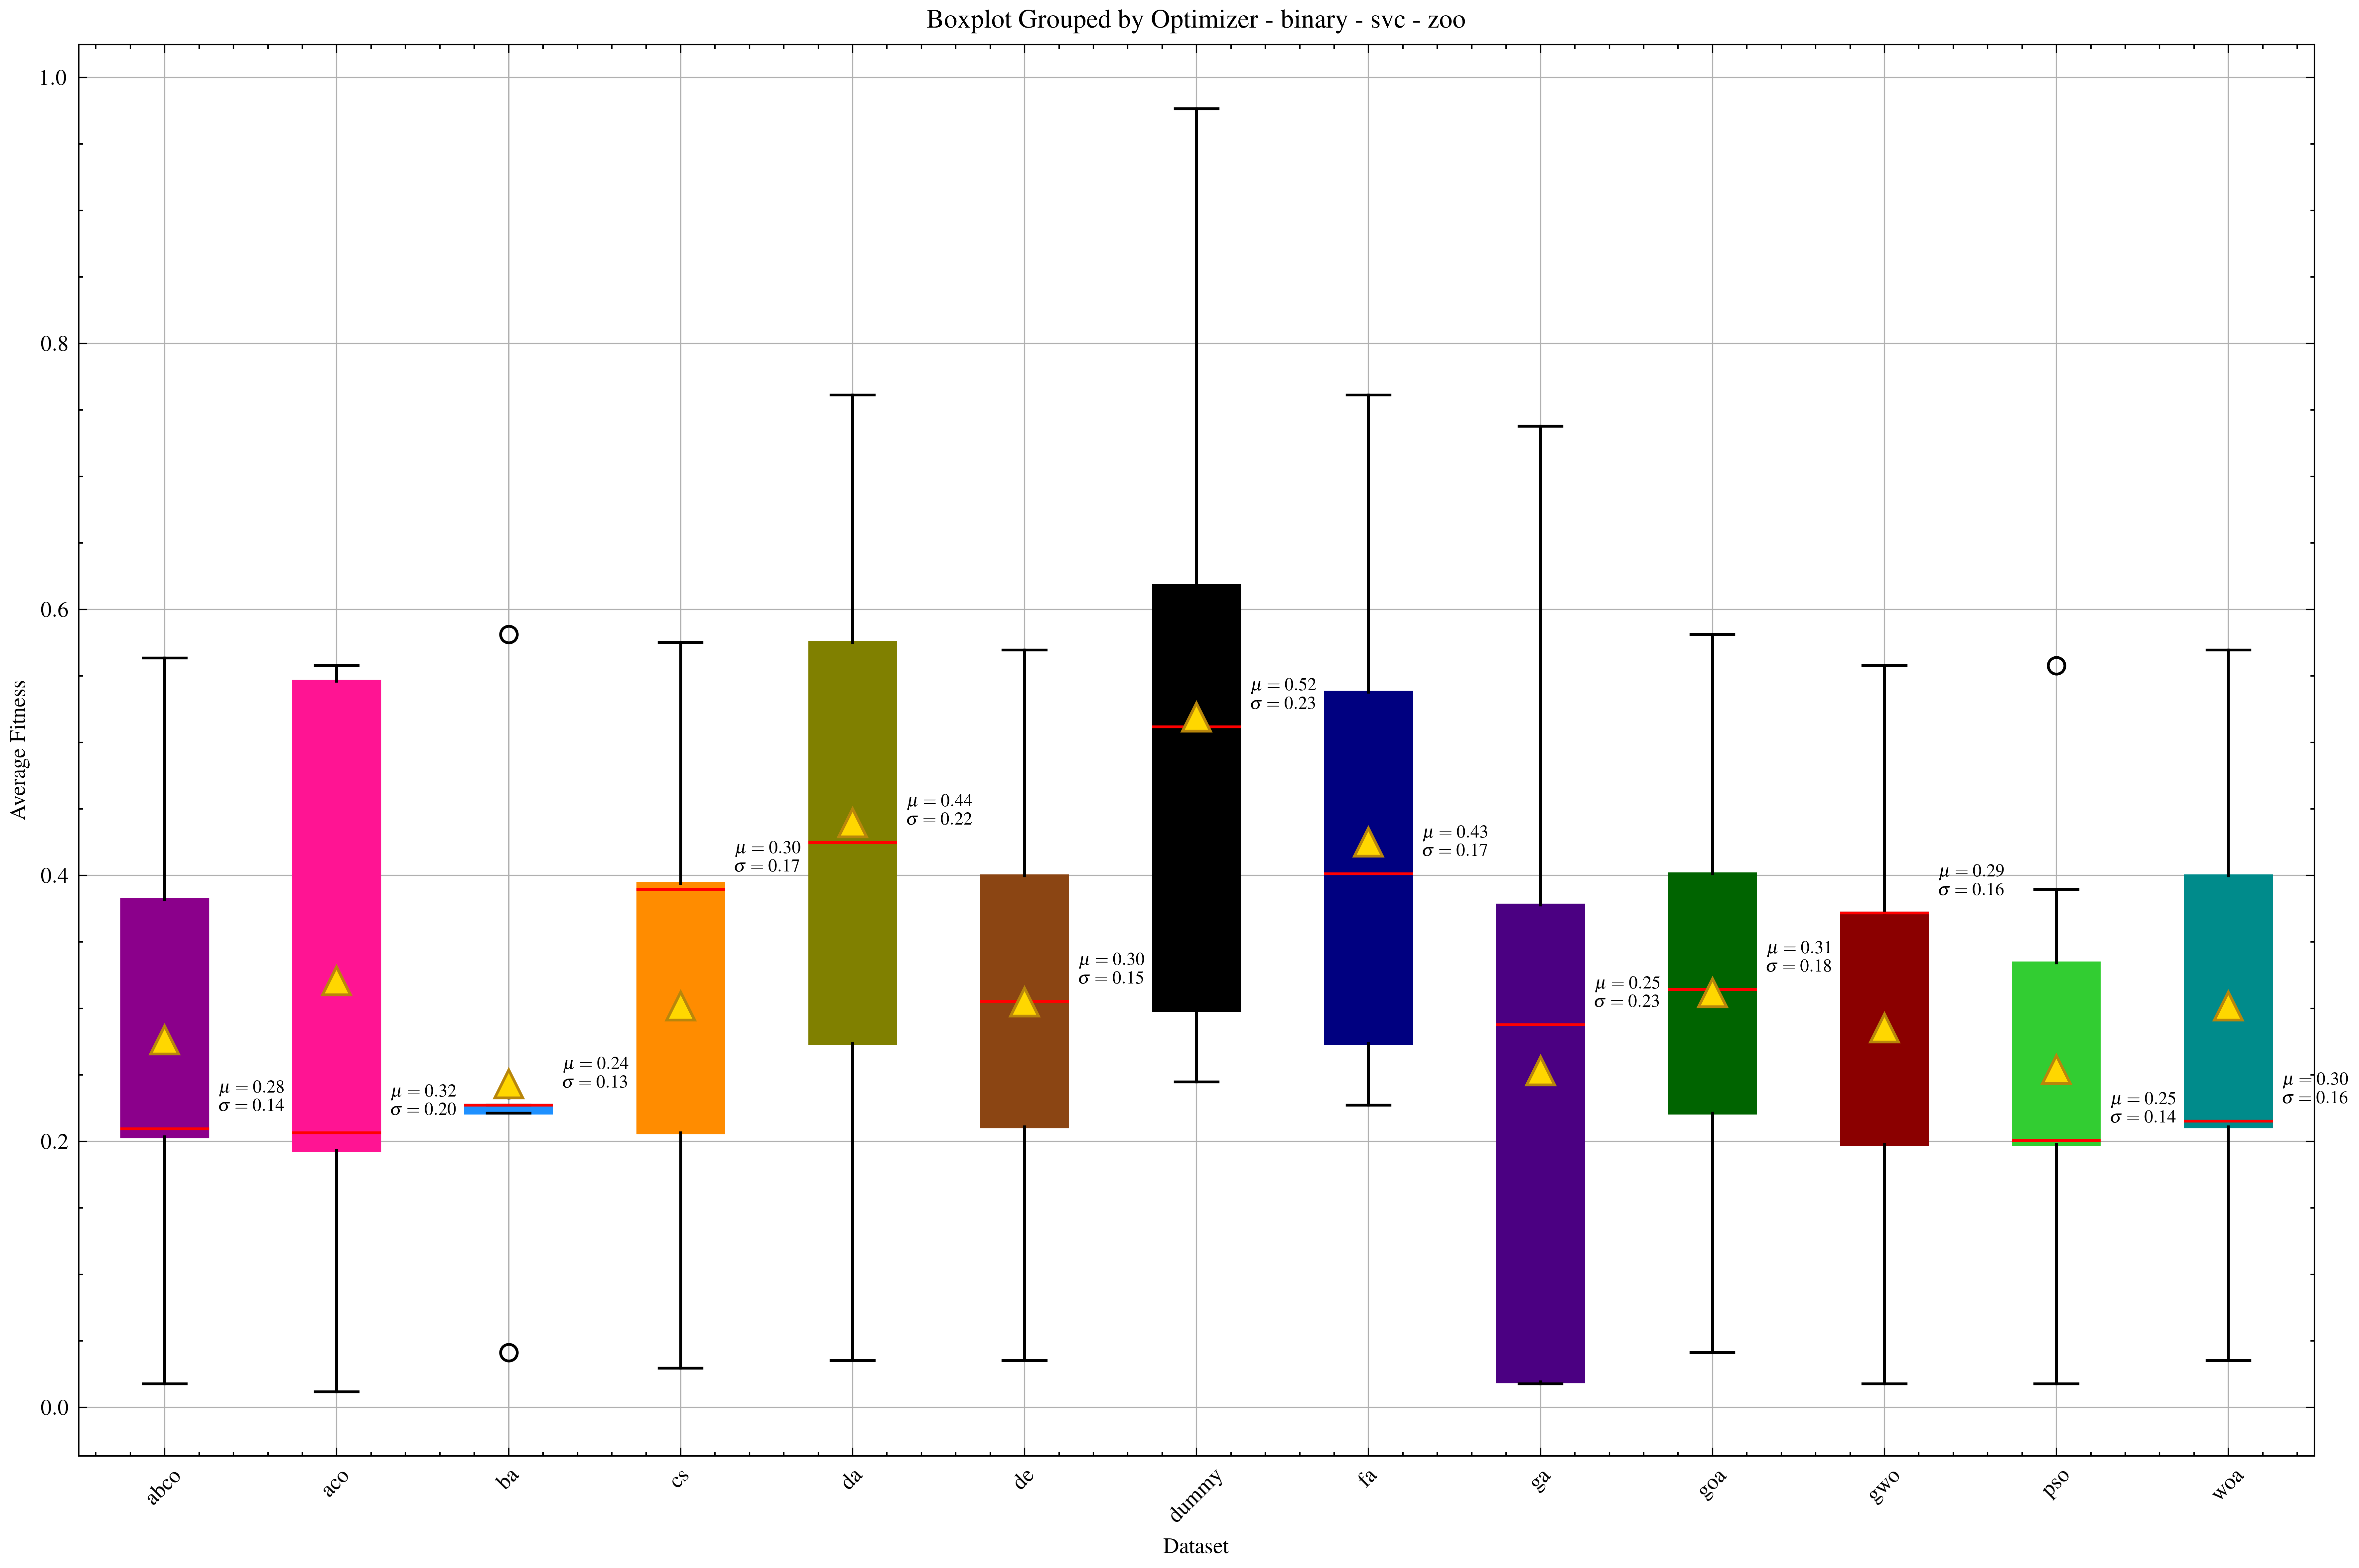 Boxplot Grouped by Optimizer - binary - svc - zoo
Average Fitness
1.0
0.8
0.6
0.4
0.2
0.0
μ = 0.28
σ = 0.14
μ = 0.32
σ = 0.20
μ = 0.24
σ = 0.13
μ = 0.30
σ = 0.17
μ = 0.44
σ = 0.22
μ = 0.30
σ = 0.15
μ = 0.52
σ = 0.23
μ = 0.43
σ = 0.17
μ = 0.25
σ = 0.23
μ = 0.31
σ = 0.18
μ = 0.29
σ = 0.16
μ = 0.25
σ = 0.14
μ = 0.30
σ = 0.16
abco
aco
ba
cs
da
de
dummy
fa
ga
goa
gwo
pso
woa
Dataset